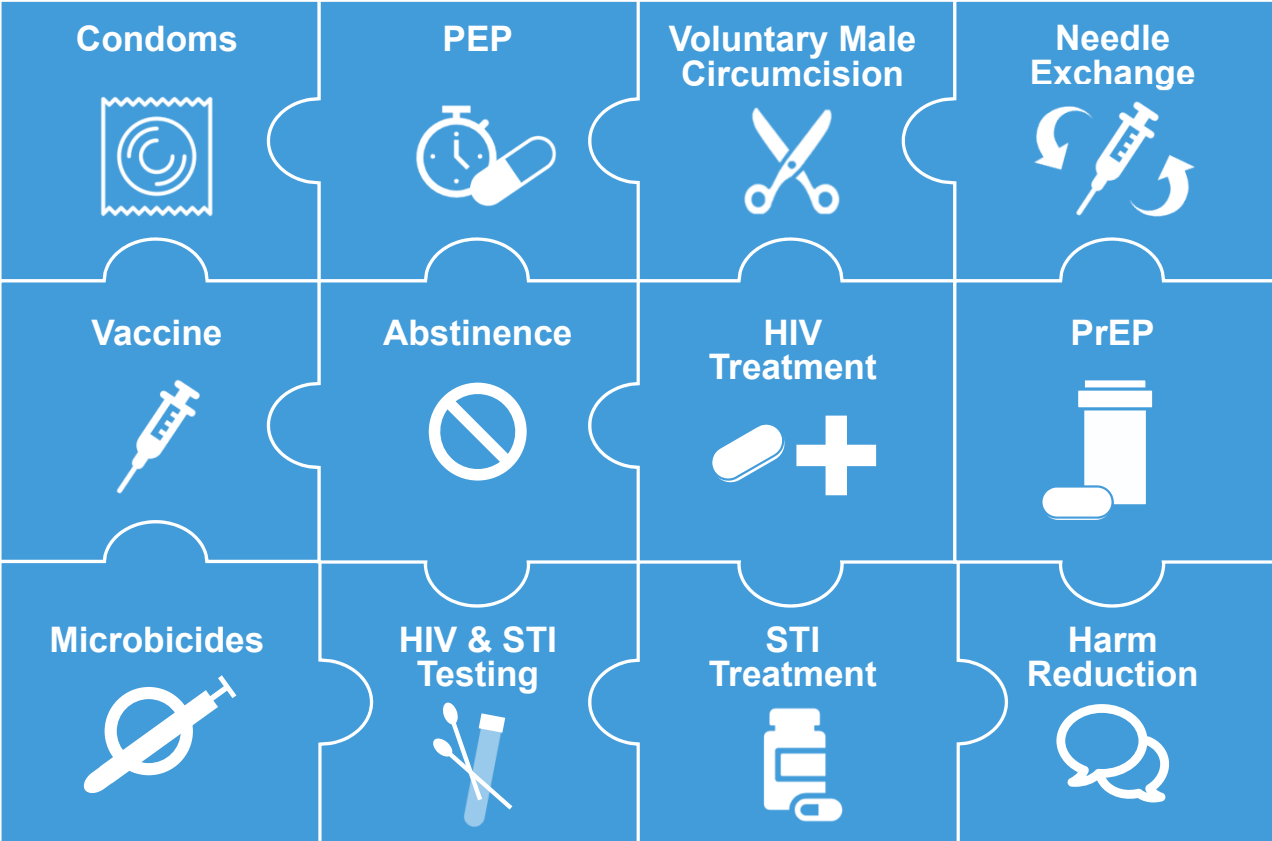 Condoms
PEP
Voluntary Male
Circumcision
Needle
Exchange
Vaccine
Abstinence
HIV
Treatment
PrEP
Microbicides
HIV & STI
Testing
STI
Treatment
Harm
Reduction